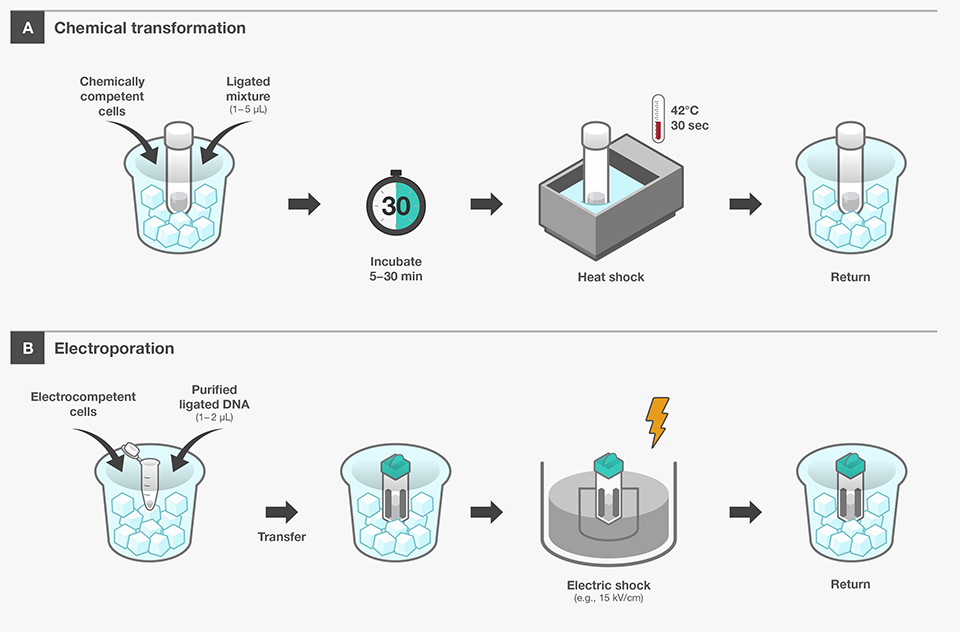 A Chemical transformation
Chemically
competent
cells
Ligated
mixture
(1–5 µL)
30
Incubate
5–30 min
42°C
30 sec
Heat shock
Return
B Electroporation
Electrocompetent
cells
Purified
ligated DNA
(1–2 µL)
Transfer
Electric shock
(e.g., 15 kV/cm)
Return